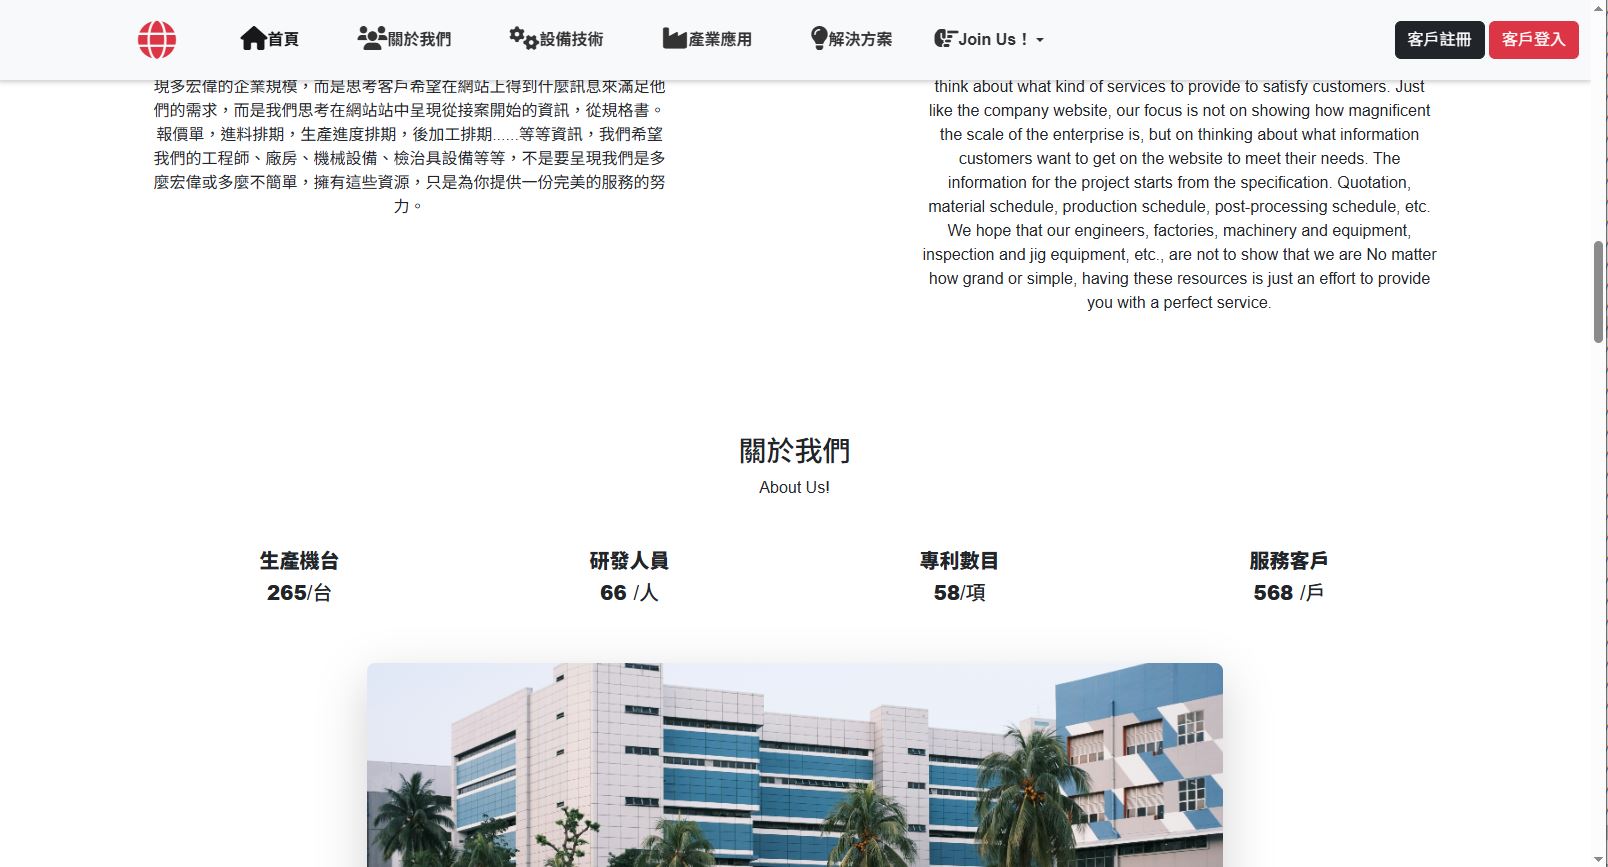 首頁
關於我們
設備技術
產業應用
解決方案
Join Us！
客戶註冊
客戶登入
現多宏偉的企業規模，而是思考客戶希望在網站上得到什麼訊息來滿足他
們的需求，而是我們思考在網站站中呈現從接案開始的資訊，從規格書。
報價單，進料排期，生產進度排期，後加工排期......等等資訊，我們希望
我們的工程師、廠房、機械設備、檢治具設備等等，不是要呈現我們是多
麼宏偉或多麼不簡單，擁有這些資源，只是為你提供一份完美的服務的努
力。
think about what kind of services to provide to satisfy customers. Just
like the company website, our focus is not on showing how magnificent
the scale of the enterprise is, but on thinking about what information
customers want to get on the website to meet their needs. The
information for the project starts from the specification. Quotation,
material schedule, production schedule, post-processing schedule, etc.
We hope that our engineers, factories, machinery and equipment,
inspection and jig equipment, etc., are not to show that we are No matter
how grand or simple, having these resources is just an effort to provide
you with a perfect service.
關於我們
About Us!
生產機台
265/台
研發人員
66 /人
專利數目
58/項
服務客戶
568 /戶